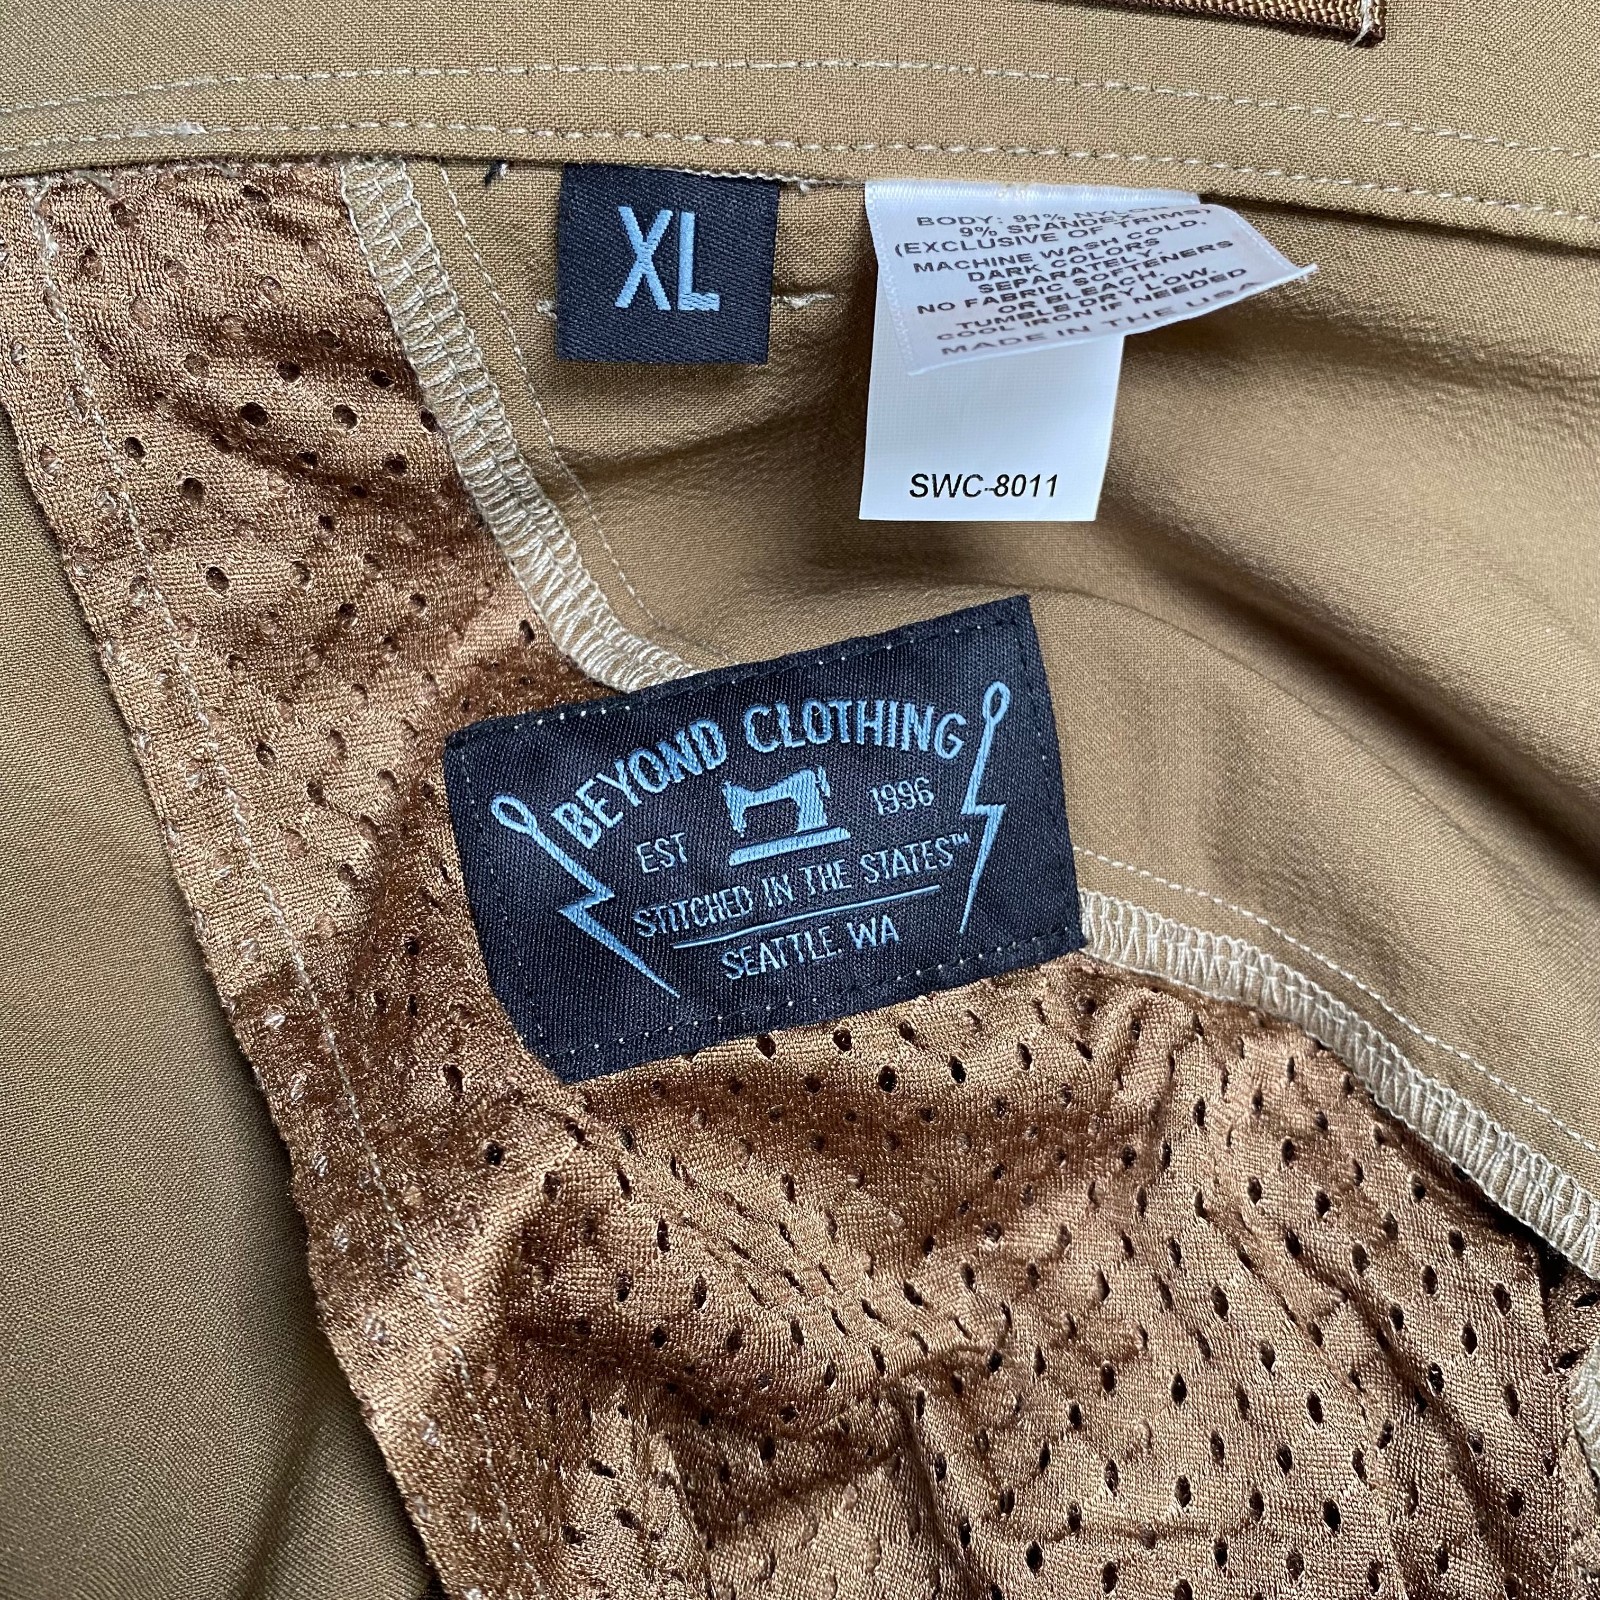 XL
BODY: 91% NYLON
9% SPANDEX
(EXCLUSIVE OF TRIMS)
MACHINE WASH COLD.
DARK COLORS
SEPARATELY.
NO FABRIC SOFTENERS
OR BLEACH.
TUMBLE DRY LOW.
COOL IRON IF NEEDED
MADE IN THE USA
SWC-8011
BEYOND CLOTHING
EST 1996
STITCHED IN THE STATES™
SEATTLE WA